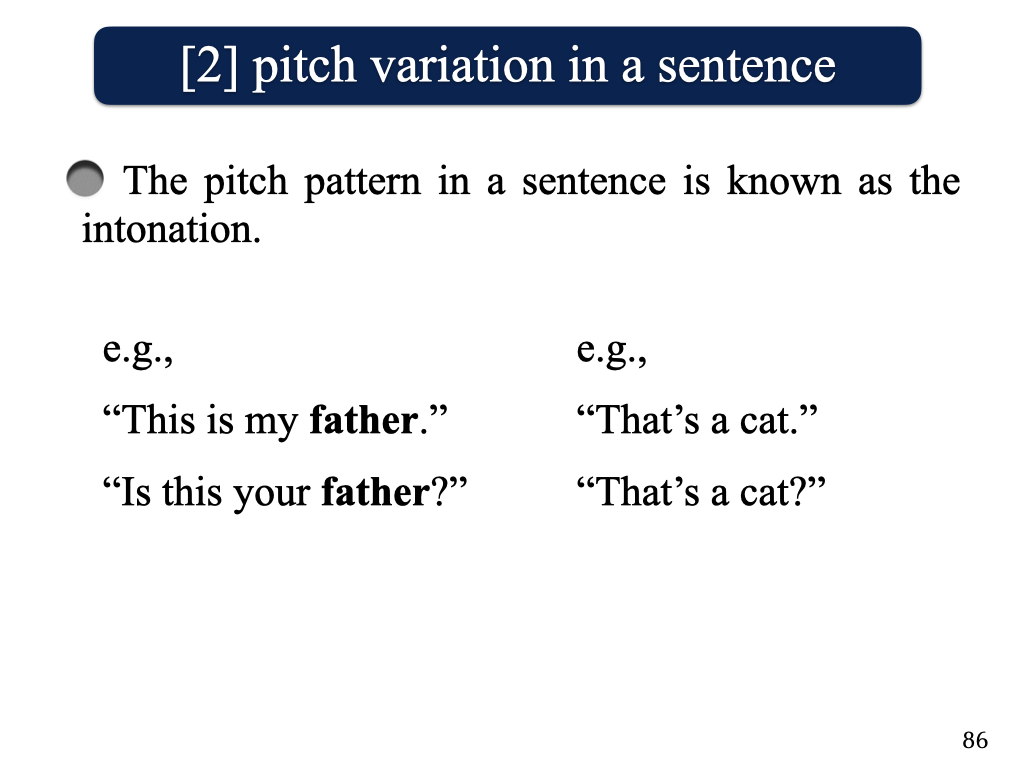 [2] pitch variation in a sentence
The pitch pattern in a sentence is known as the
intonation.
e.g.,
“This is my father.”
“Is this your father?”
e.g.,
“That’s a cat.”
“That’s a cat?”
86